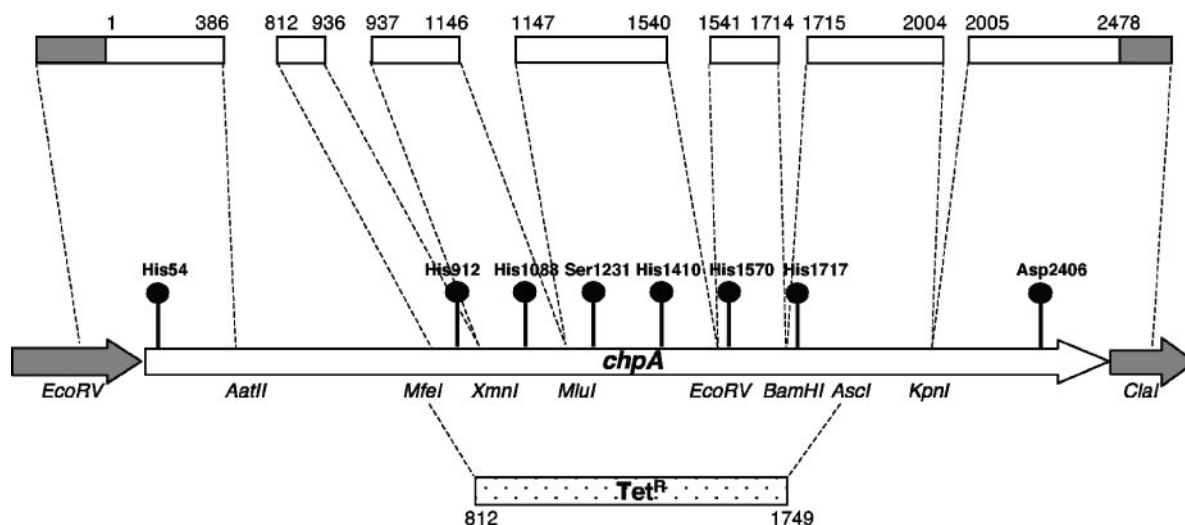 1 386 812 936 937 1146 1147 1540 1541 1714 1715 2004 2005 2478
His54 His912 His1088 Ser1231 His1410 His1570 His1717 Asp2406
chpA
EcoRV AatII MfeI XmnI MluI EcoRV BamHI AscI KpnI ClaI
Tet^R
812 1749